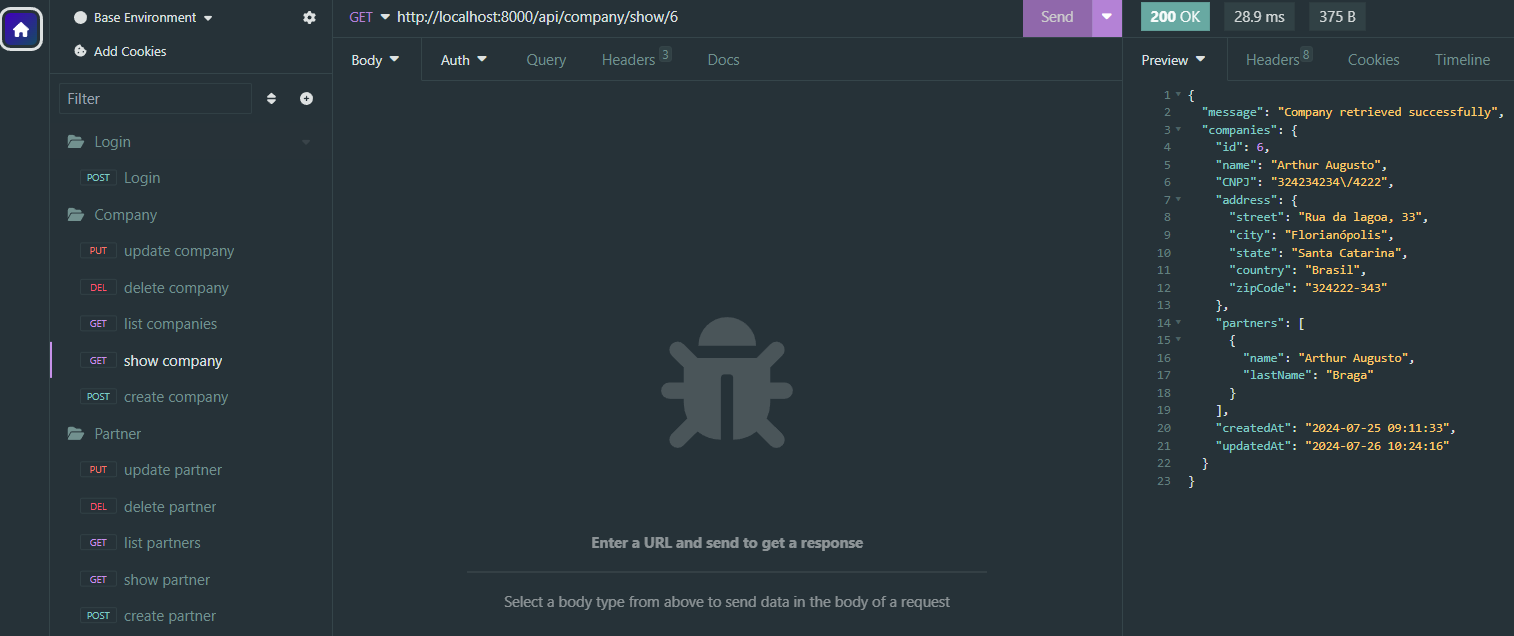 Base Environment
Add Cookies
Filter
Login
POST Login
Company
PUT update company
DEL delete company
GET list companies
GET show company
POST create company
Partner
PUT update partner
DEL delete partner
GET list partners
GET show partner
POST create partner
GET http://localhost:8000/api/company/show/6 Send
Body Auth Query Headers 3 Docs
Enter a URL and send to get a response
Select a body type from above to send data in the body of a request
200 OK 28.9 ms 375 B
Preview Headers 8 Cookies Timeline
1 {
2 "message": "Company retrieved successfully",
3 "companies": {
4 "id": 6,
5 "name": "Arthur Augusto",
6 "CNPJ": "324234234\/4222",
7 "address": {
8 "street": "Rua da lagoa, 33",
9 "city": "Florianópolis",
10 "state": "Santa Catarina",
11 "country": "Brasil",
12 "zipCode": "324222-343"
13 },
14 "partners": [
15 {
16 "name": "Arthur Augusto",
17 "lastName": "Braga"
18 }
19 ],
20 "createdAt": "2024-07-25 09:11:33",
21 "updatedAt": "2024-07-26 10:24:16"
22 }
23 }